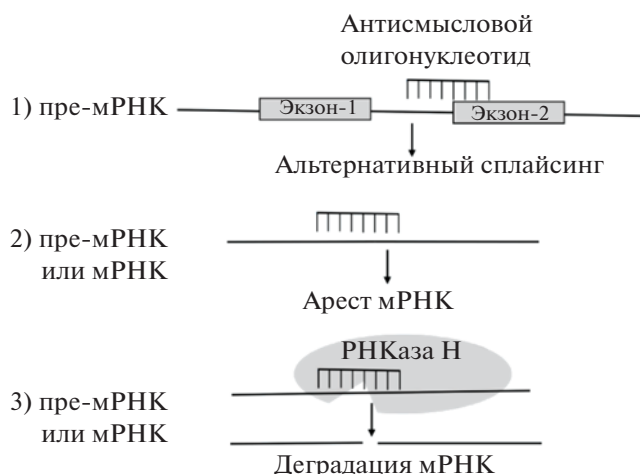 Антисмысловой
олигонуклеотид
1) пре-мРНК
Экзон-1
Экзон-2
Альтернативный сплайсинг
2) пре-мРНК
или мРНК
Арест мРНК
РНКаза Н
3) пре-мРНК
или мРНК
Деградация мРНК